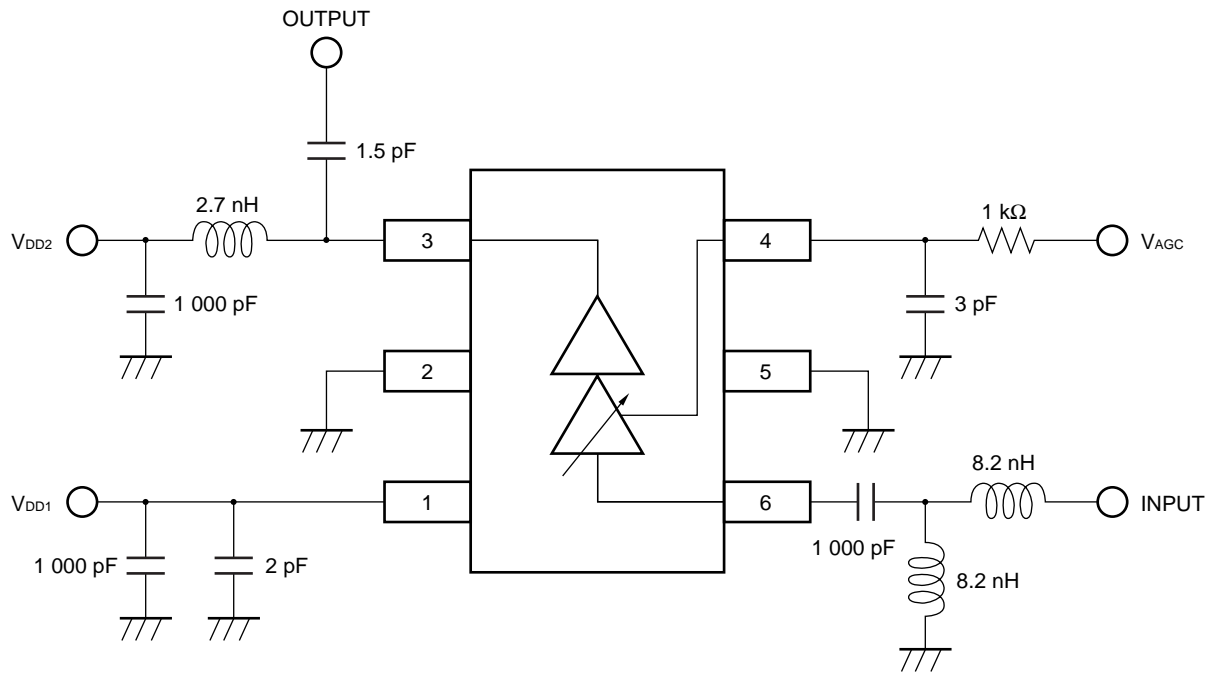 OUTPUT
1.5 pF
2.7 nH
1 kΩ
VDD2
3
4
VAGC
1 000 pF
3 pF
2
5
8.2 nH
VDD1
1
6
INPUT
1 000 pF
1 000 pF
2 pF
8.2 nH